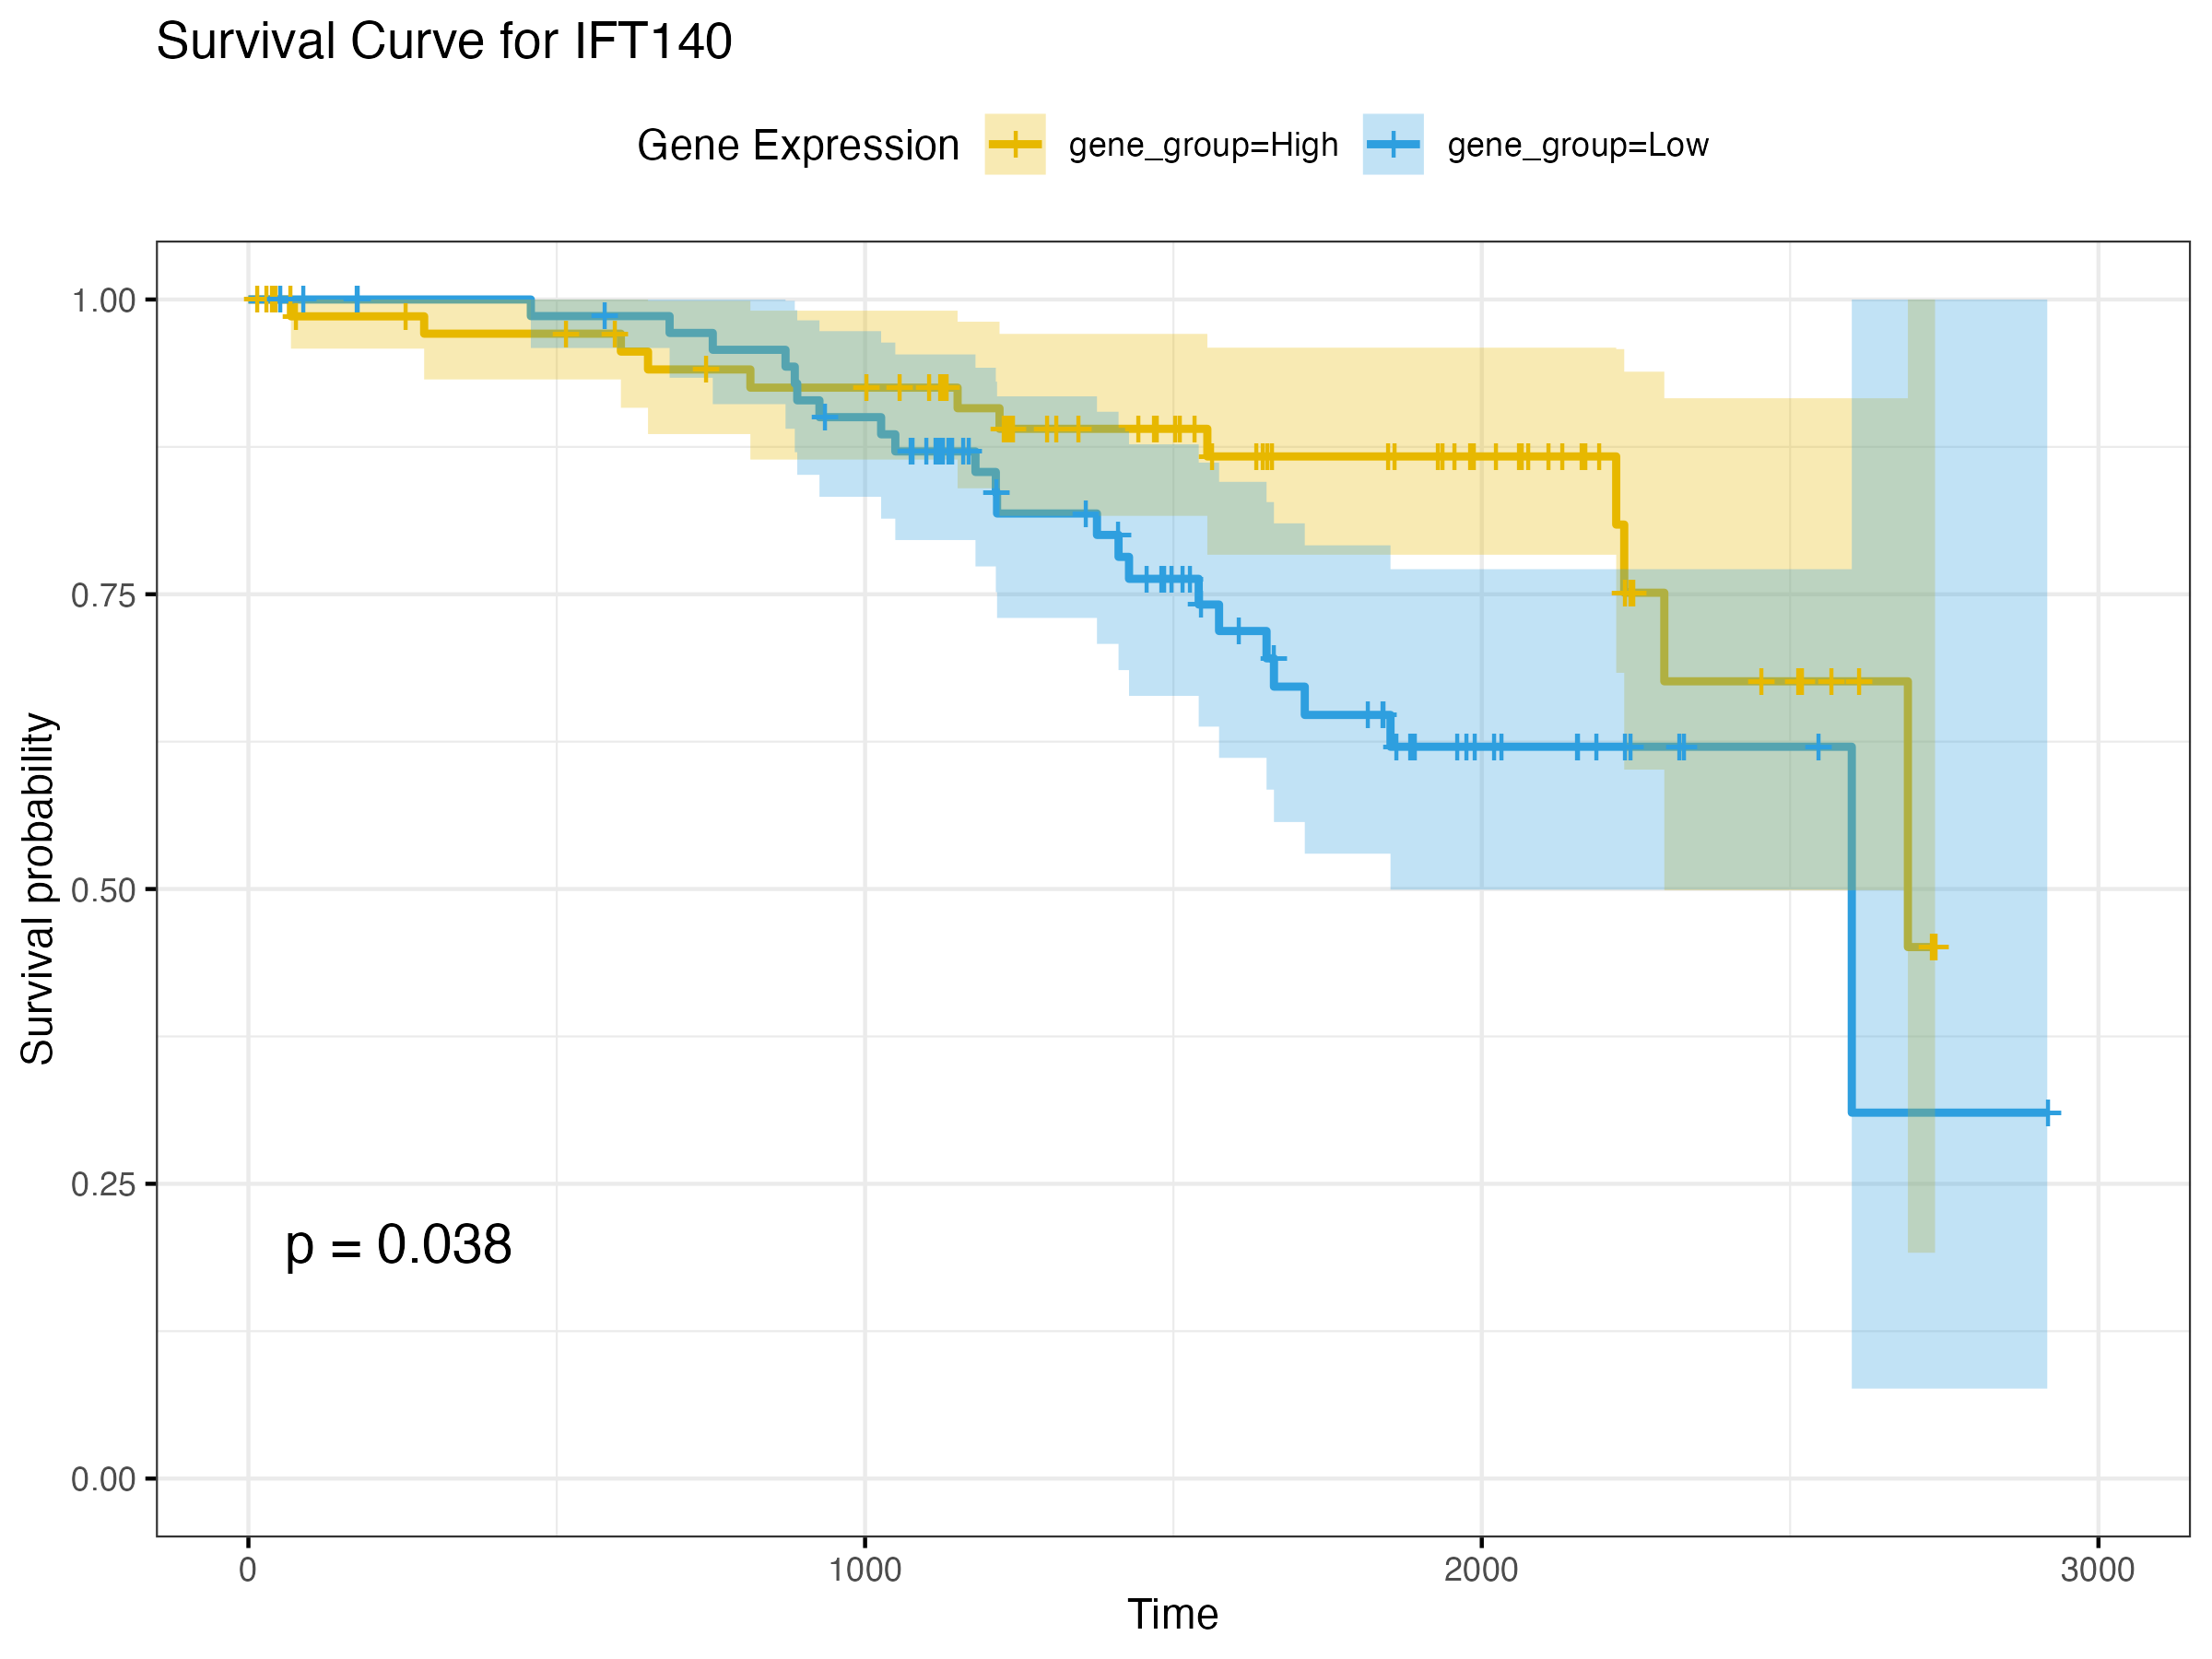 Survival Curve for IFT140
Gene Expression gene_group=High gene_group=Low
Survival probability
1.00
0.75
0.50
0.25
0.00
p = 0.038
0 1000 2000 3000
Time